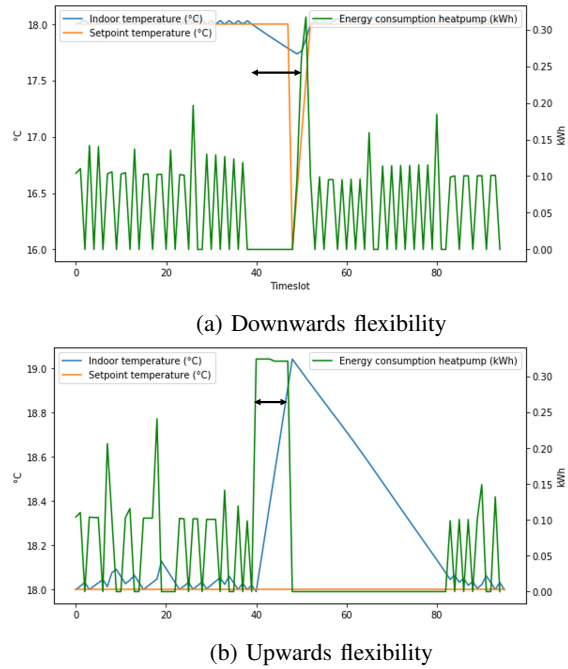 Indoor temperature (°C)
Setpoint temperature (°C)
Energy consumption heatpump (kWh)
18.0
17.5
17.0
16.5
16.0
°C
0.30
0.25
0.20
0.15
0.10
0.05
0.00
kWh
0
20
40
60
80
Timeslot
(a) Downwards flexibility
Indoor temperature (°C)
Setpoint temperature (°C)
Energy consumption heatpump (kWh)
19.0
18.8
18.6
18.4
18.2
18.0
°C
0.30
0.25
0.20
0.15
0.10
0.05
0.00
kWh
0
20
40
60
80
(b) Upwards flexibility